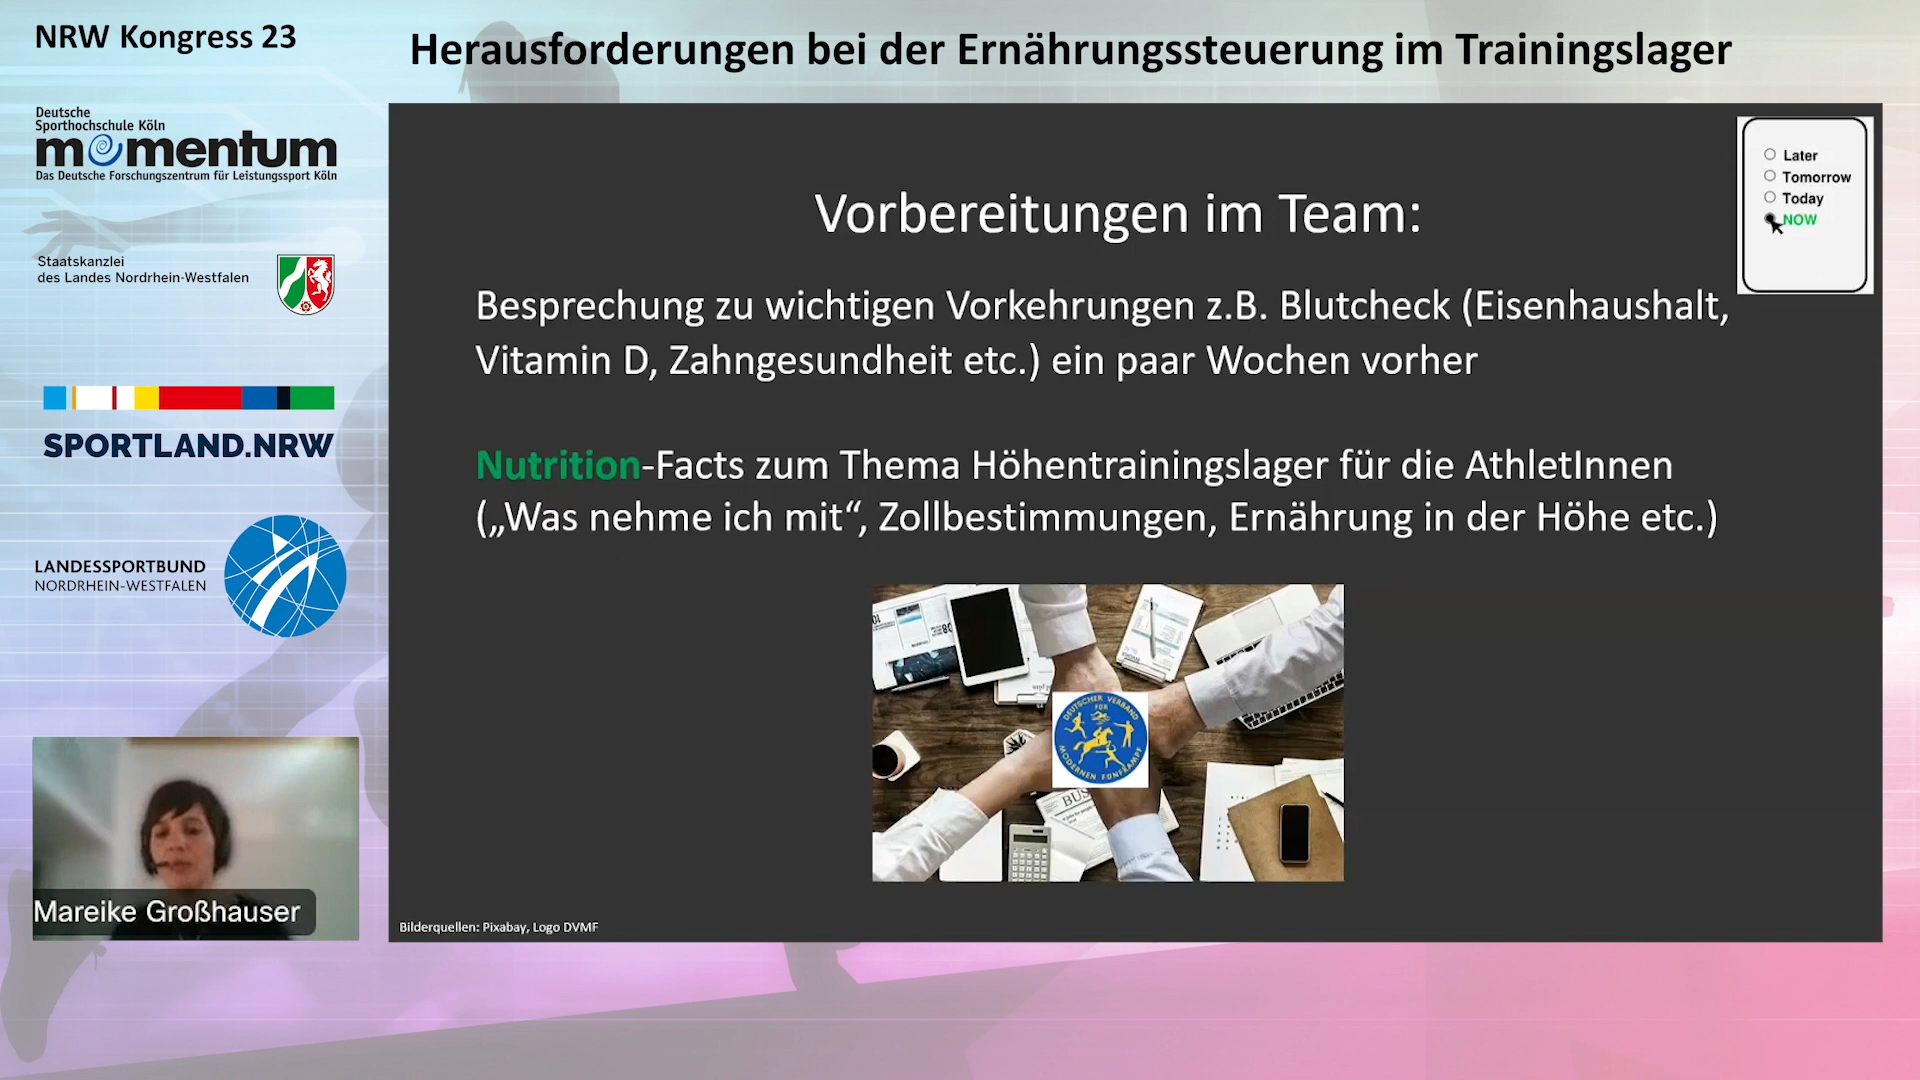 NRW Kongress 23
Herausforderungen bei der Ernährungssteuerung im Trainingslager
Deutsche
Sporthochschule Köln
momentum
Das Deutsche Forschungszentrum für Leistungssport Köln
Staatskanzlei
des Landes Nordrhein-Westfalen
SPORTLAND.NRW
LANDESSPORTBUND
NORDRHEIN-WESTFALEN
Mareike Großhauser
Later
Tomorrow
Today
NOW
Vorbereitungen im Team:
Besprechung zu wichtigen Vorkehrungen z.B. Blutcheck (Eisenhaushalt,
Vitamin D, Zahngesundheit etc.) ein paar Wochen vorher
Nutrition-Facts zum Thema Höhentrainingslager für die AthletInnen
(„Was nehme ich mit“, Zollbestimmungen, Ernährung in der Höhe etc.)
DEUTSCHER VERBAND
FÜR
MODERNEN FÜNFKAMPF
BUS
Bilderquellen: Pixabay, Logo DVMF